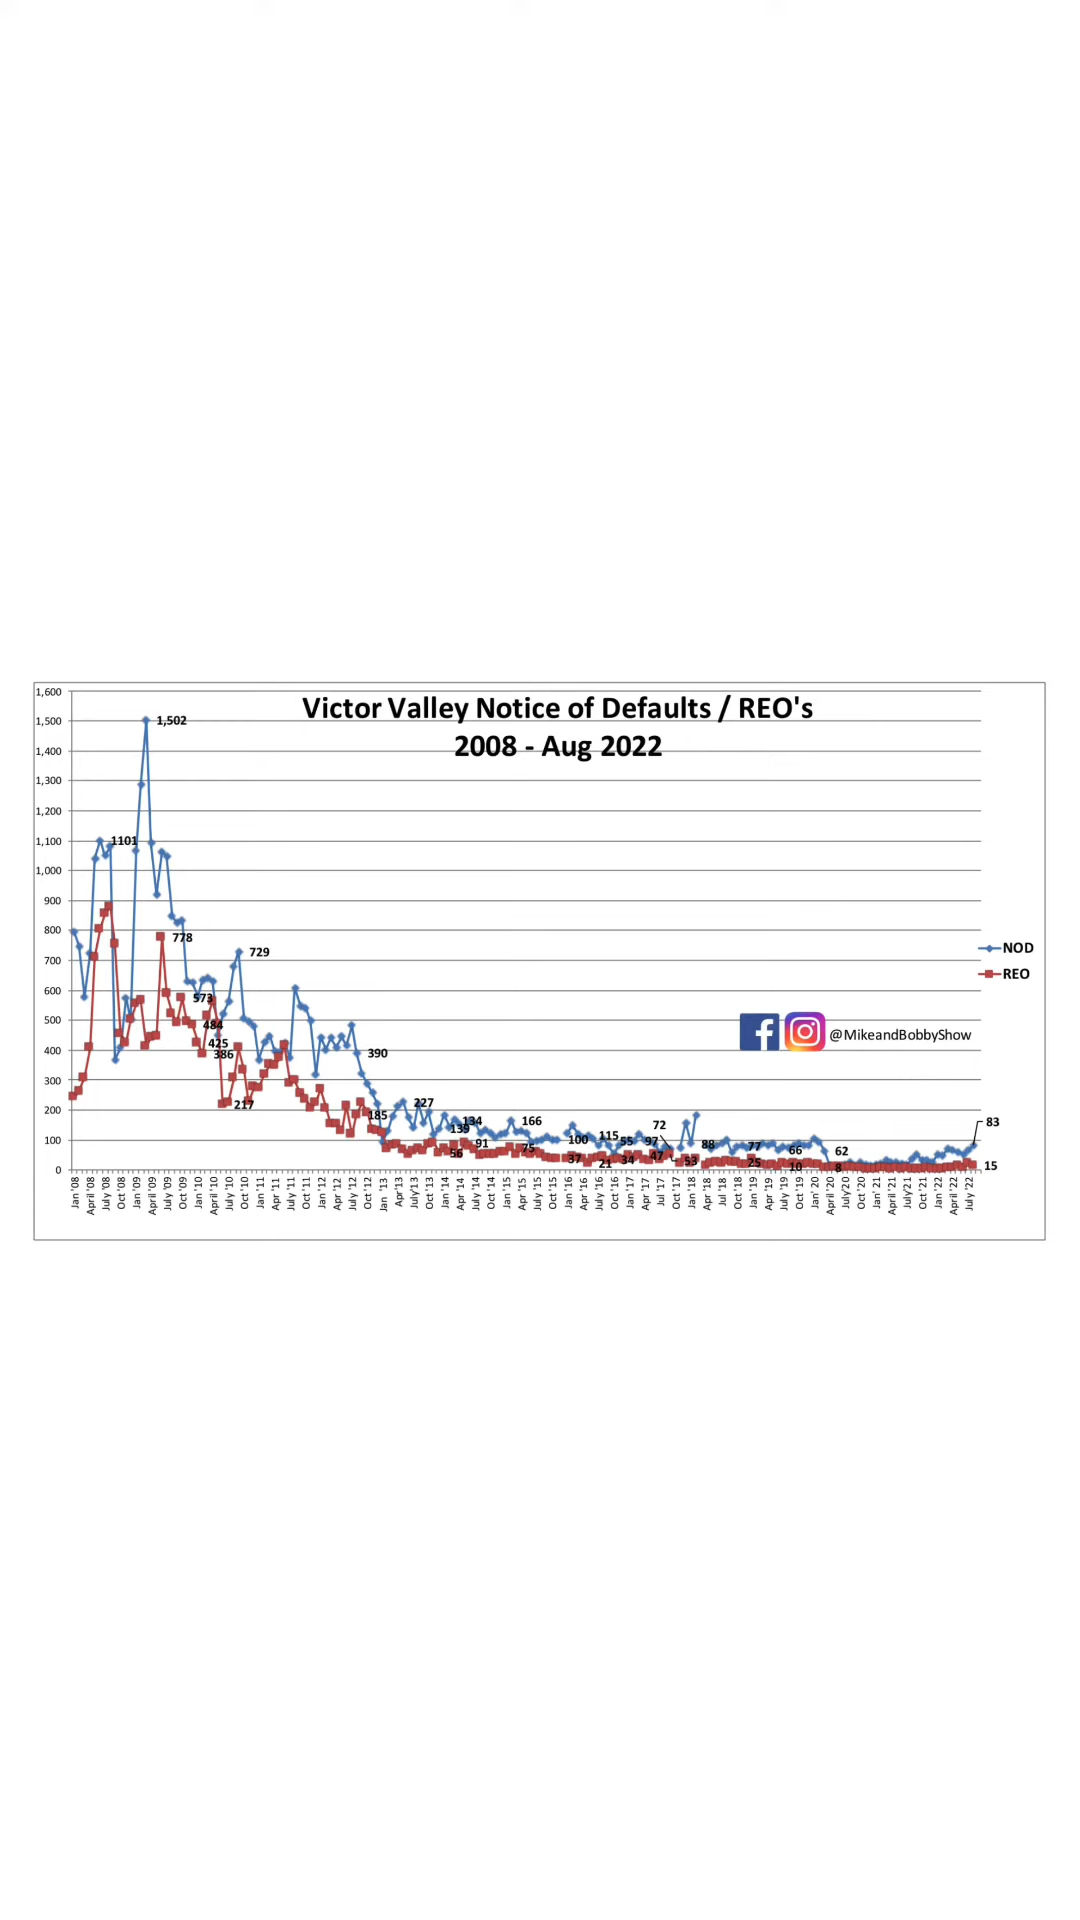 Victor Valley Notice of Defaults / REO's
2008 - Aug 2022
1,600
1,500
1,400
1,300
1,200
1,100
1,000
900
800
700
600
500
400
300
200
100
0
1,502
1101
778
729
573
484
425
386
217
390
185
227
134
139
91
56
166
75
100
37
115
21
55
34
97
47
72
53
88
77
25
66
10
62
8
83
15
NOD
REO
@MikeandBobbyShow
Jan '08
April '08
July '08
Oct '08
Jan '09
April '09
July '09
Oct '09
Jan '10
April '10
July '10
Oct '10
Jan '11
Apr '11
July '11
Oct '11
Jan '12
Apr '12
July '12
Oct '12
Jan '13
Apr'13
July'13
Oct '13
Jan '14
Apr '14
July '14
Oct '14
Jan '15
Apr '15
July '15
Oct '15
Jan '16
Apr '16
July '16
Oct '16
Jan '17
Apr '17
Jul '17
Oct '17
Jan '18
Apr '18
Jul '18
Oct '18
Jan '19
Apr '19
July '19
Oct '19
Jan' 20
April '20
July'20
Oct '20
Jan' 21
April '21
July'21
Oct '21
Jan '22
April '22
July '22